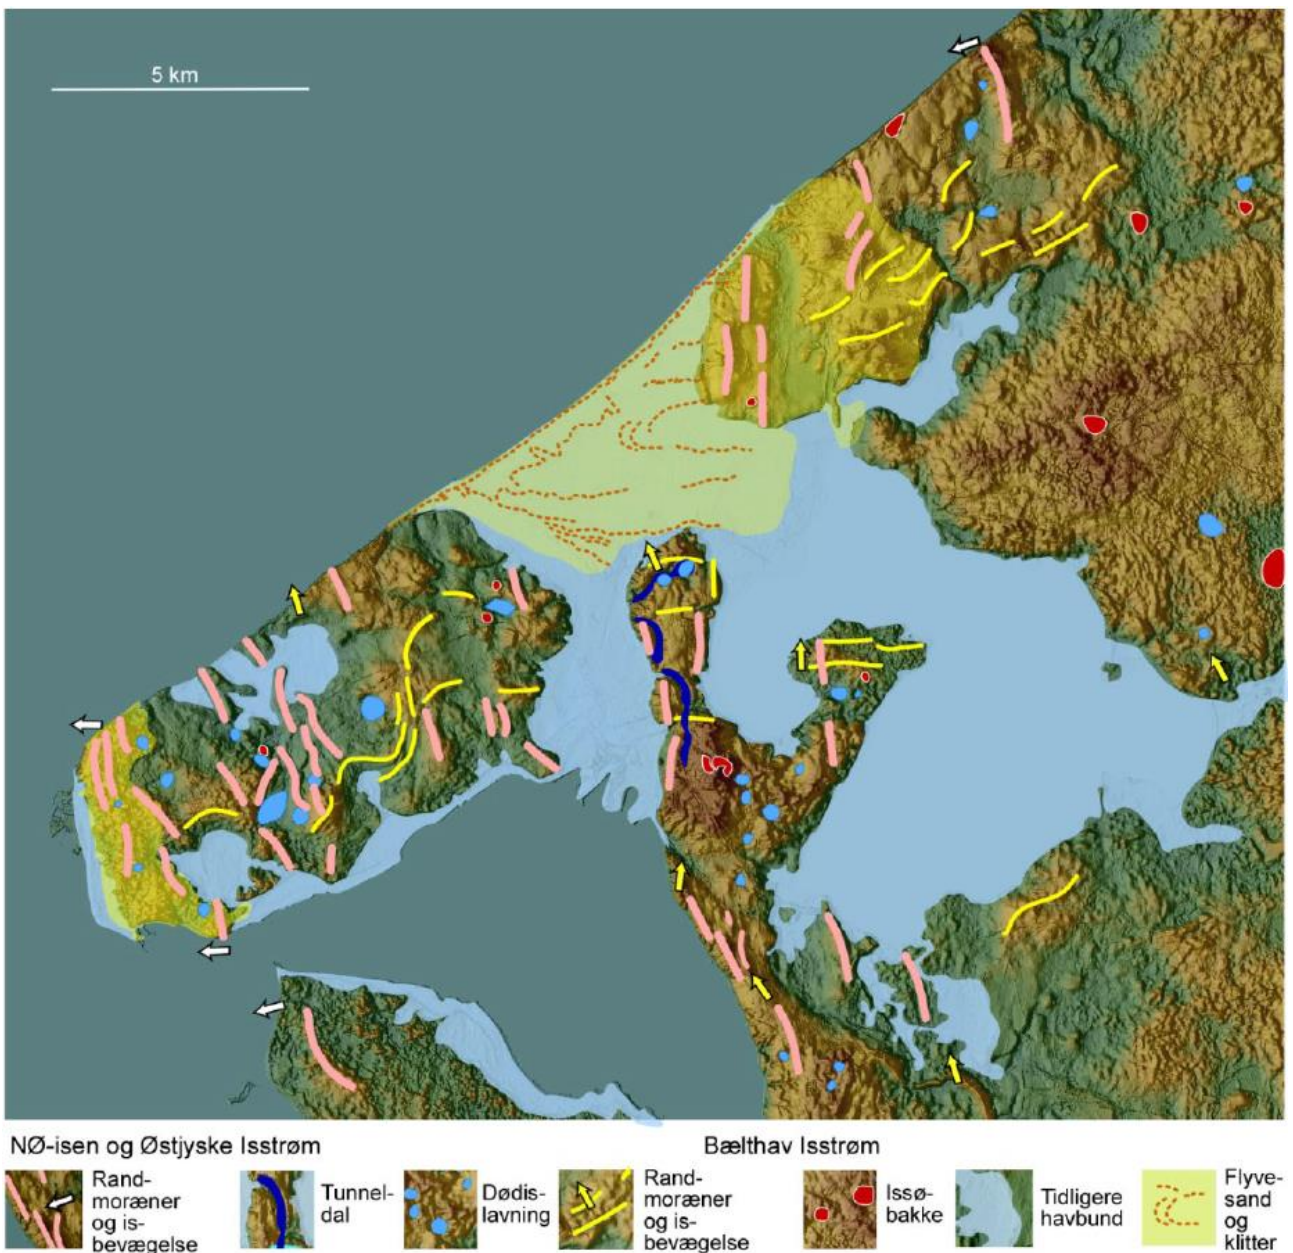 5 km
NØ-isen og Østjyske Isstrøm
Bælthav Isstrøm
Rand-
moræner
og is-
bevægelse
Tunnel-
dal
Dødis-
lavning
Rand-
moræner
og is-
bevægelse
Issø-
bakke
Tidligere
havbund
Flyve-
sand
og
klitter